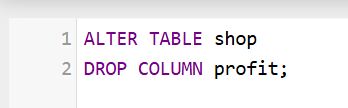 1 ALTER TABLE shop
2 DROP COLUMN profit;